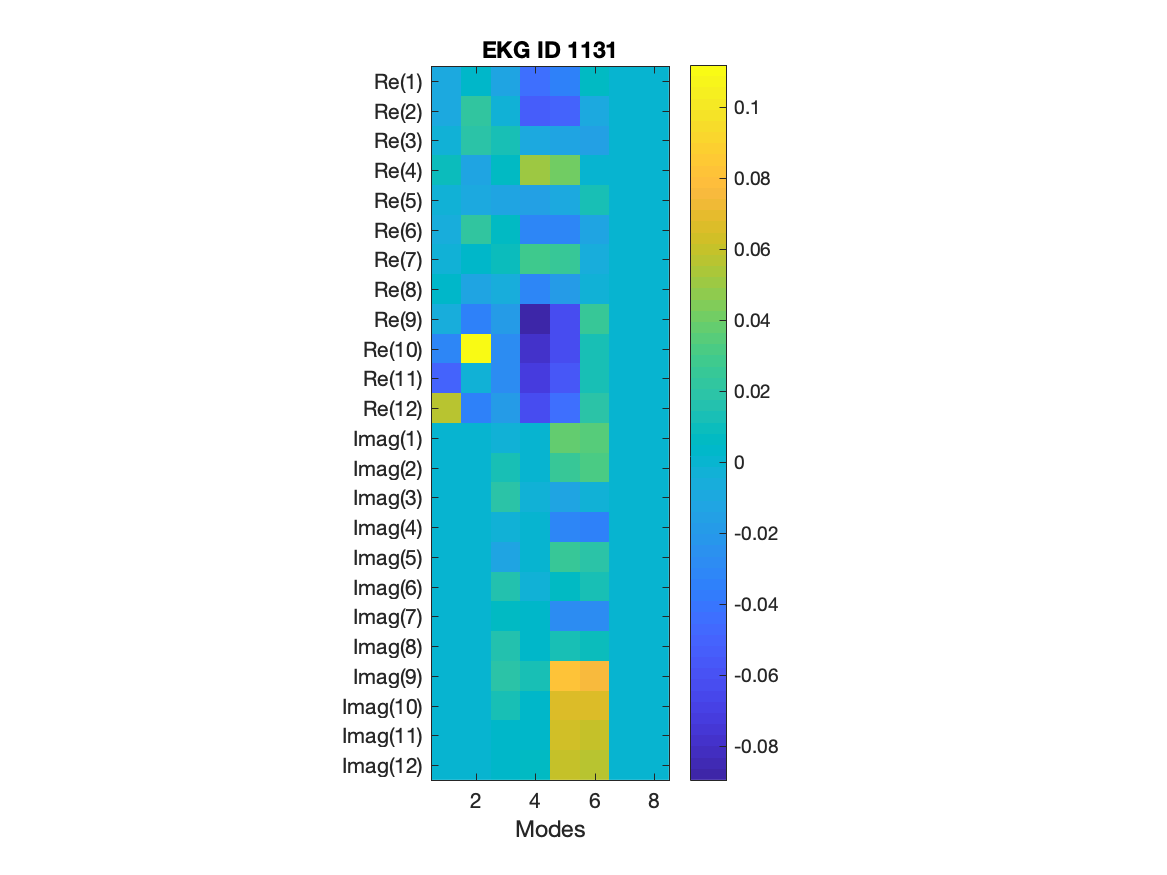 EKG ID 1131
Re(1)
Re(2)
Re(3)
Re(4)
Re(5)
Re(6)
Re(7)
Re(8)
Re(9)
Re(10)
Re(11)
Re(12)
Imag(1)
Imag(2)
Imag(3)
Imag(4)
Imag(5)
Imag(6)
Imag(7)
Imag(8)
Imag(9)
Imag(10)
Imag(11)
Imag(12)
2 4 6 8
Modes
0.1
0.08
0.06
0.04
0.02
0
-0.02
-0.04
-0.06
-0.08